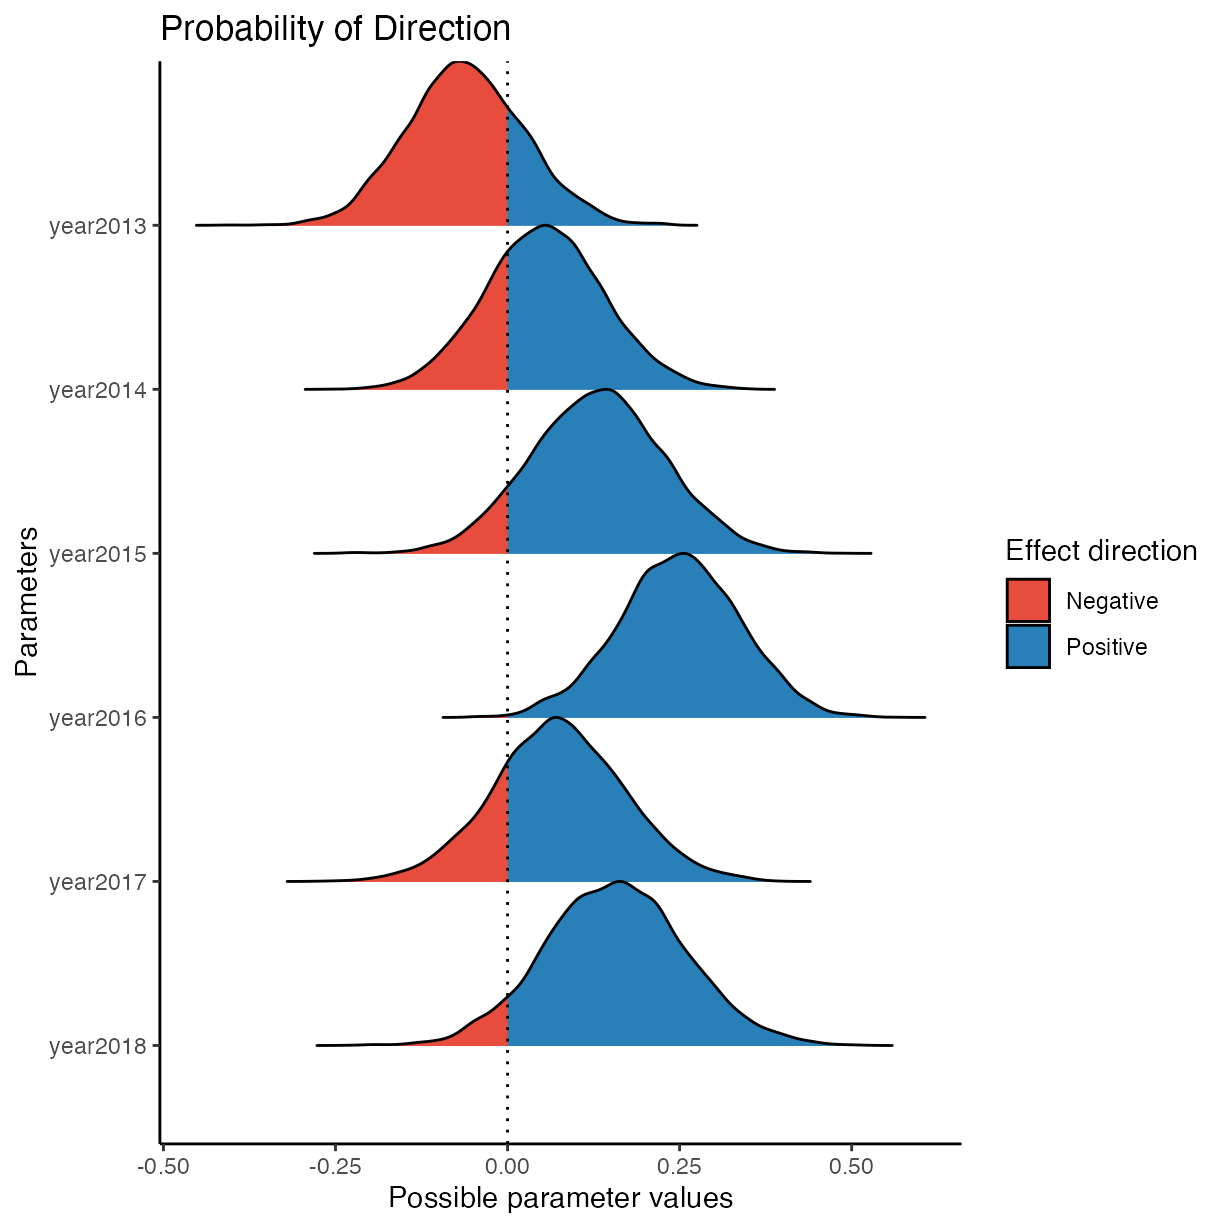 Probability of Direction
year2013
year2014
year2015
year2016
year2017
year2018
Parameters
-0.50
-0.25
0.00
0.25
0.50
Possible parameter values
Effect direction
Negative
Positive